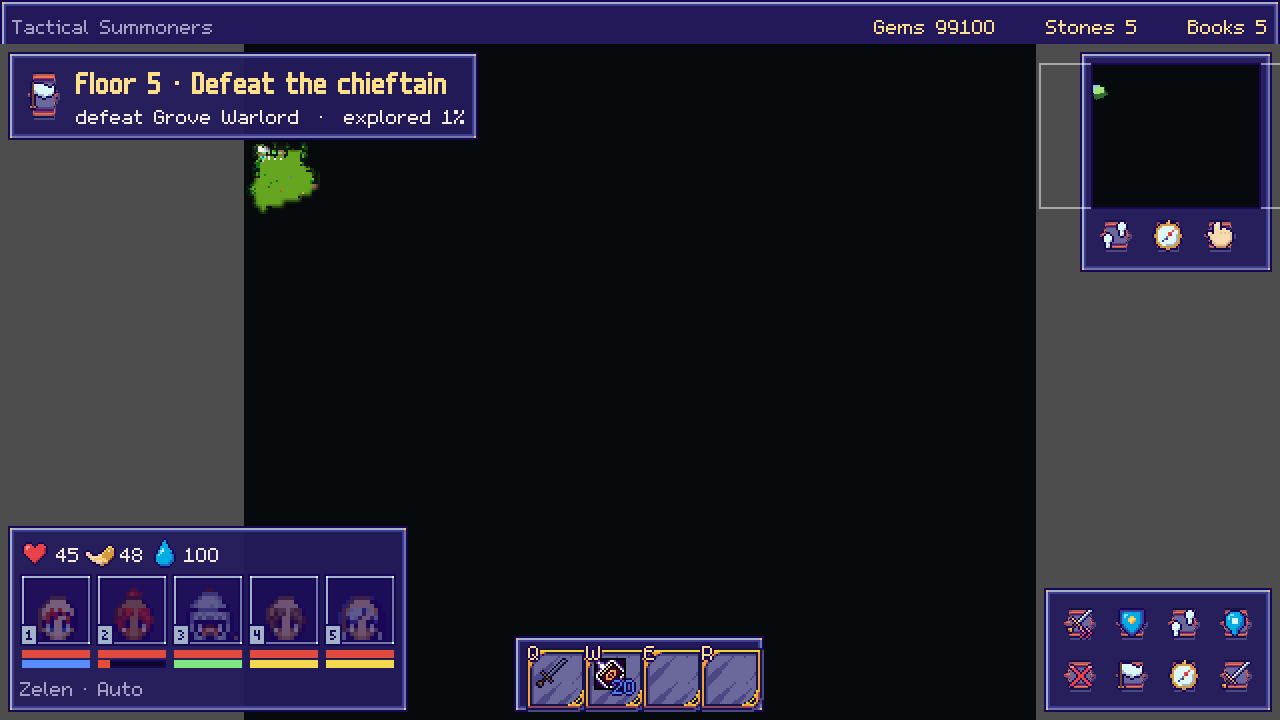 Tactical Summoners
Gems 99100
Stones 5
Books 5
Floor 5 · Defeat the chieftain
defeat Grove Warlord · explored 1%
45 48 100
1 2 3 4 5
Zelen · Auto
Q W E R
20